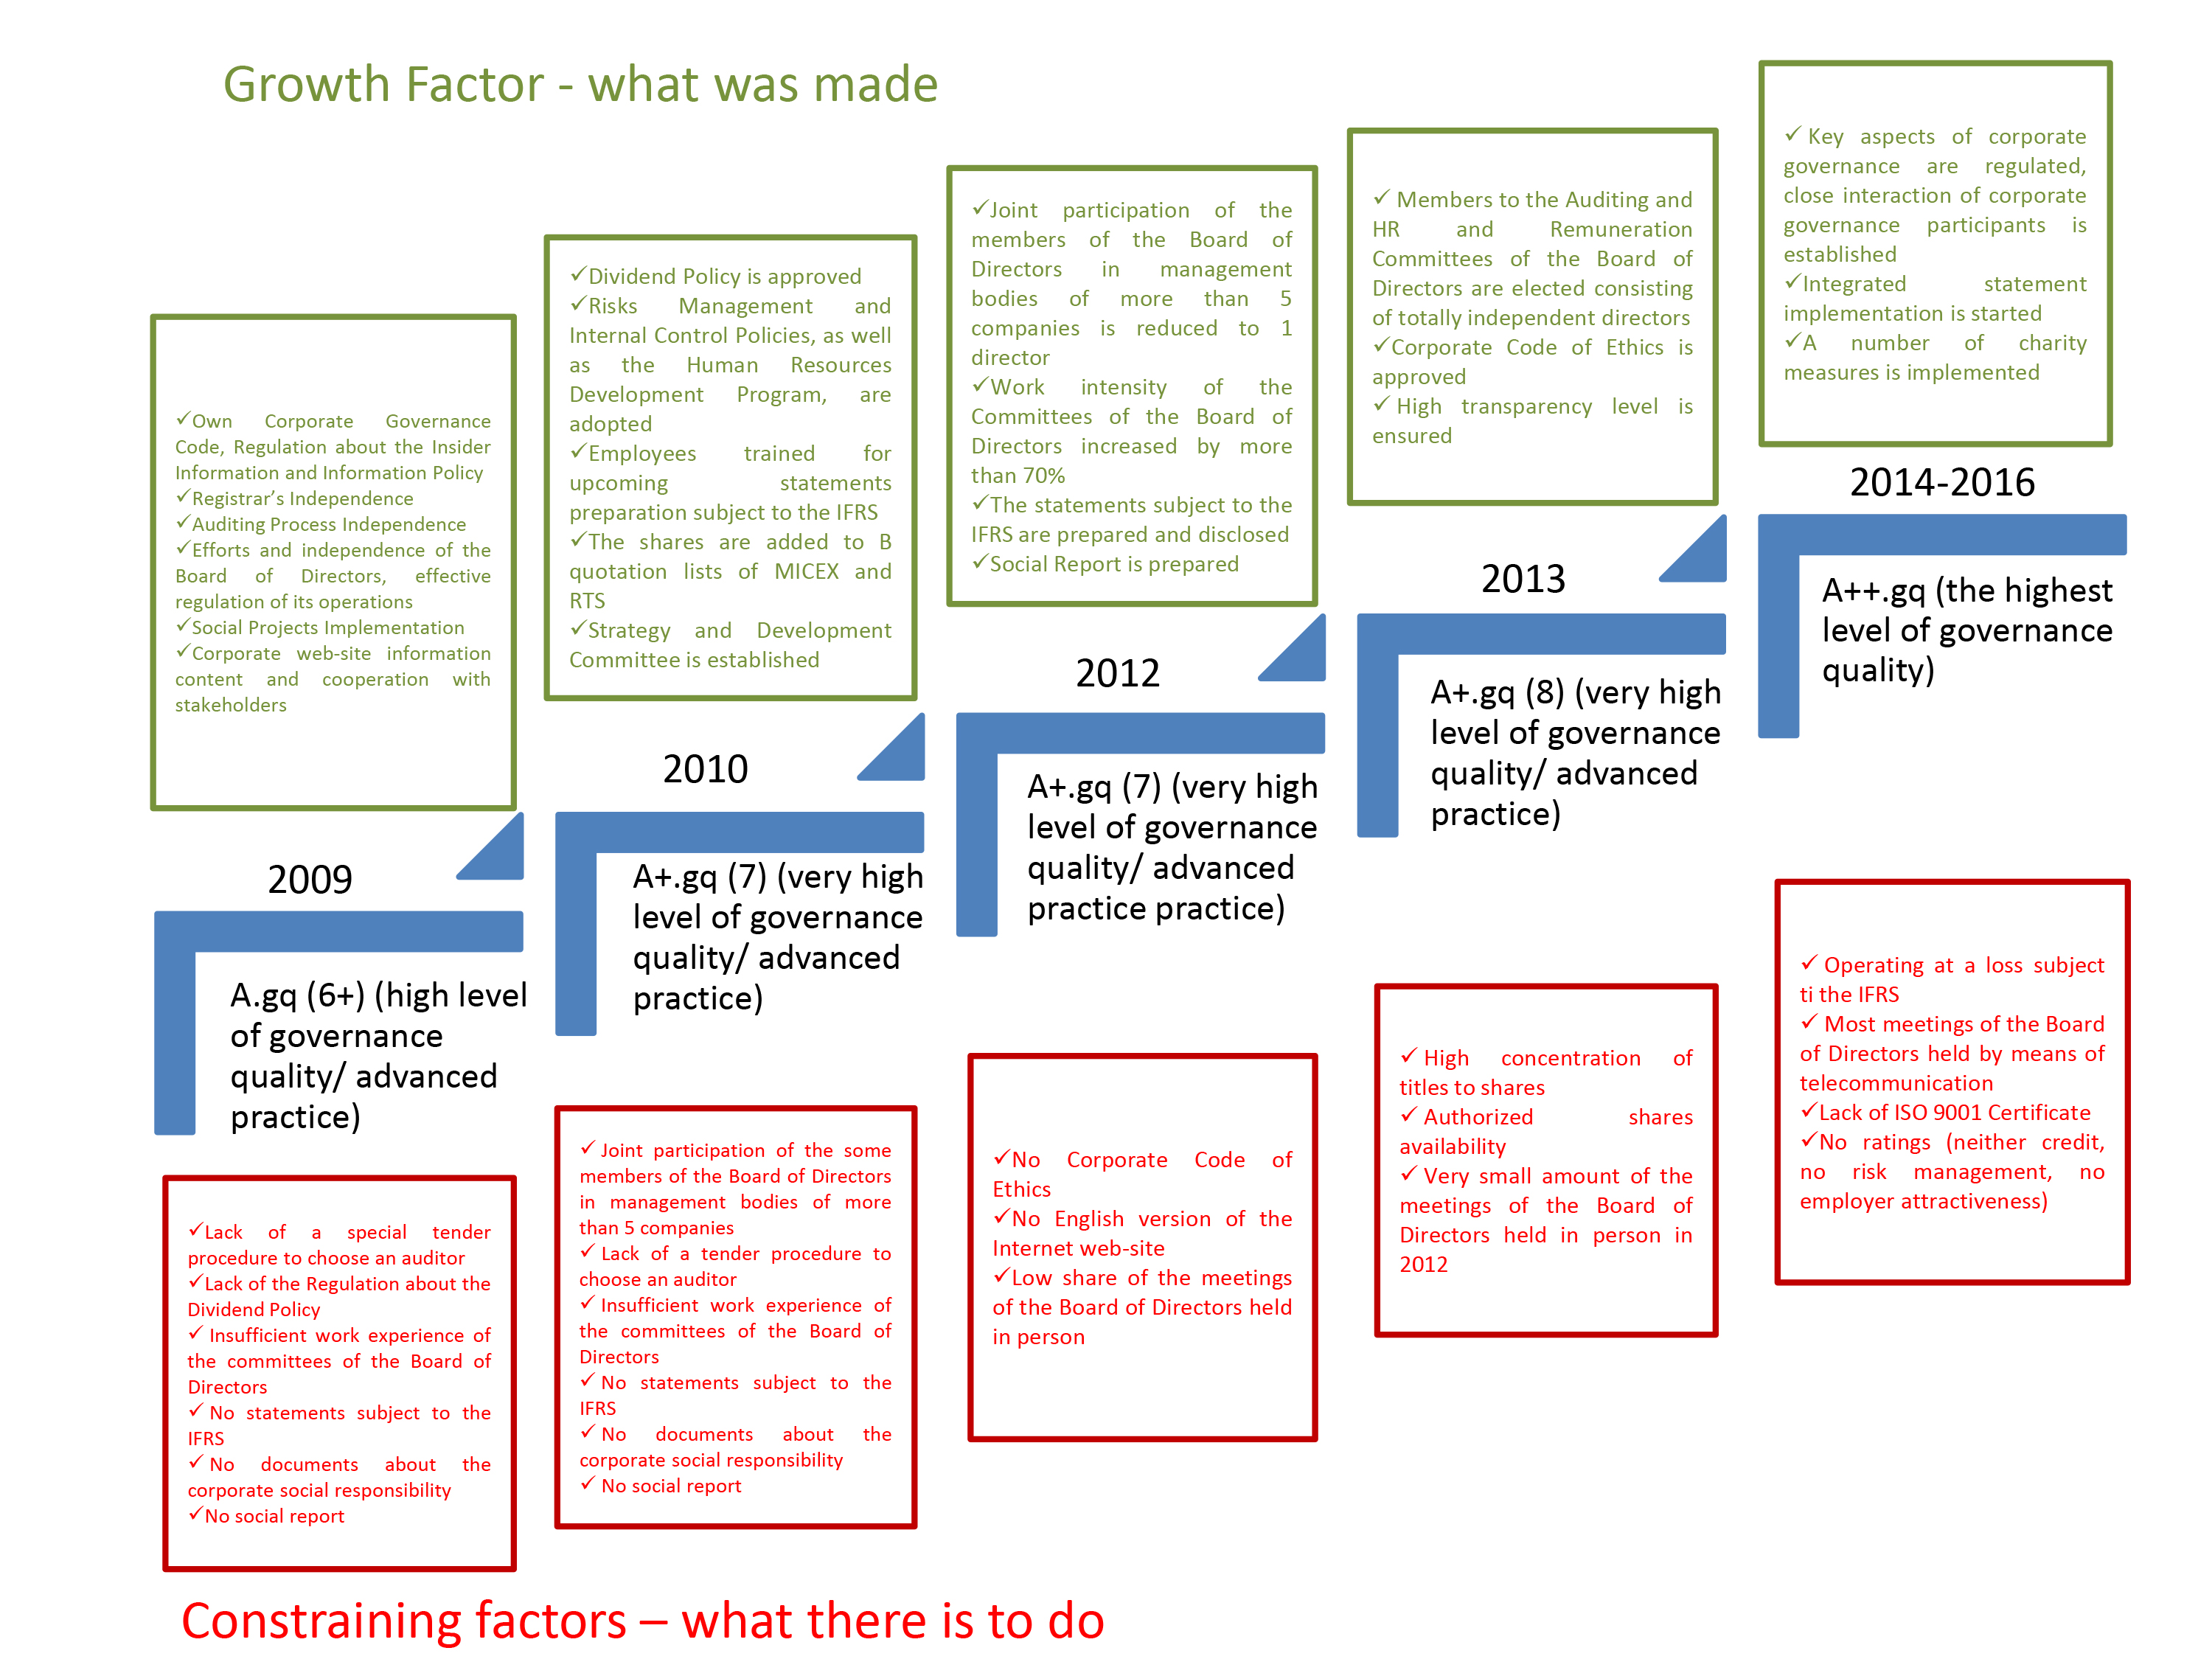 Growth Factor - what was made
✓Own Corporate Governance
Code, Regulation about the Insider
Information and Information Policy
✓Registrar’s Independence
✓Auditing Process Independence
✓Efforts and independence of the
Board of Directors, effective
regulation of its operations
✓Social Projects Implementation
✓Corporate web-site information
content and cooperation with
stakeholders
2009
A.gq (6+) (high level
of governance
quality/ advanced
practice)
✓Lack of a special tender
procedure to choose an auditor
✓Lack of the Regulation about the
Dividend Policy
✓ Insufficient work experience of
the committees of the Board of
Directors
✓ No statements subject to the
IFRS
✓ No documents about the
corporate social responsibility
✓No social report
✓Dividend Policy is approved
✓Risks Management and
Internal Control Policies, as well
as the Human Resources
Development Program, are
adopted
✓Employees trained for
upcoming statements
preparation subject to the IFRS
✓The shares are added to B
quotation lists of MICEX and
RTS
✓Strategy and Development
Committee is established
2010
A+.gq (7) (very high
level of governance
quality/ advanced
practice)
✓ Joint participation of the some
members of the Board of Directors
in management bodies of more
than 5 companies
✓ Lack of a tender procedure to
choose an auditor
✓ Insufficient work experience of
the committees of the Board of
Directors
✓ No statements subject to the
IFRS
✓ No documents about the
corporate social responsibility
✓ No social report
✓Joint participation of the
members of the Board of
Directors in management
bodies of more than 5
companies is reduced to 1
director
✓Work intensity of the
Committees of the Board of
Directors increased by more
than 70%
✓The statements subject to the
IFRS are prepared and disclosed
✓Social Report is prepared
2012
A+.gq (7) (very high
level of governance
quality/ advanced
practice practice)
✓No Corporate Code of
Ethics
✓No English version of the
Internet web-site
✓Low share of the meetings
of the Board of Directors held
in person
✓ Members to the Auditing and
HR and Remuneration
Committees of the Board of
Directors are elected consisting
of totally independent directors
✓Corporate Code of Ethics is
approved
✓ High transparency level is
ensured
2013
A+.gq (8) (very high
level of governance
quality/ advanced
practice)
✓ High concentration of
titles to shares
✓ Authorized shares
availability
✓ Very small amount of the
meetings of the Board of
Directors held in person in
2012
✓ Key aspects of corporate
governance are regulated,
close interaction of corporate
governance participants is
established
✓Integrated statement
implementation is started
✓A number of charity
measures is implemented
2014-2016
A++.gq (the highest
level of governance
quality)
✓ Operating at a loss subject
ti the IFRS
✓ Most meetings of the Board
of Directors held by means of
telecommunication
✓Lack of ISO 9001 Certificate
✓No ratings (neither credit,
no risk management, no
employer attractiveness)
Constraining factors – what there is to do